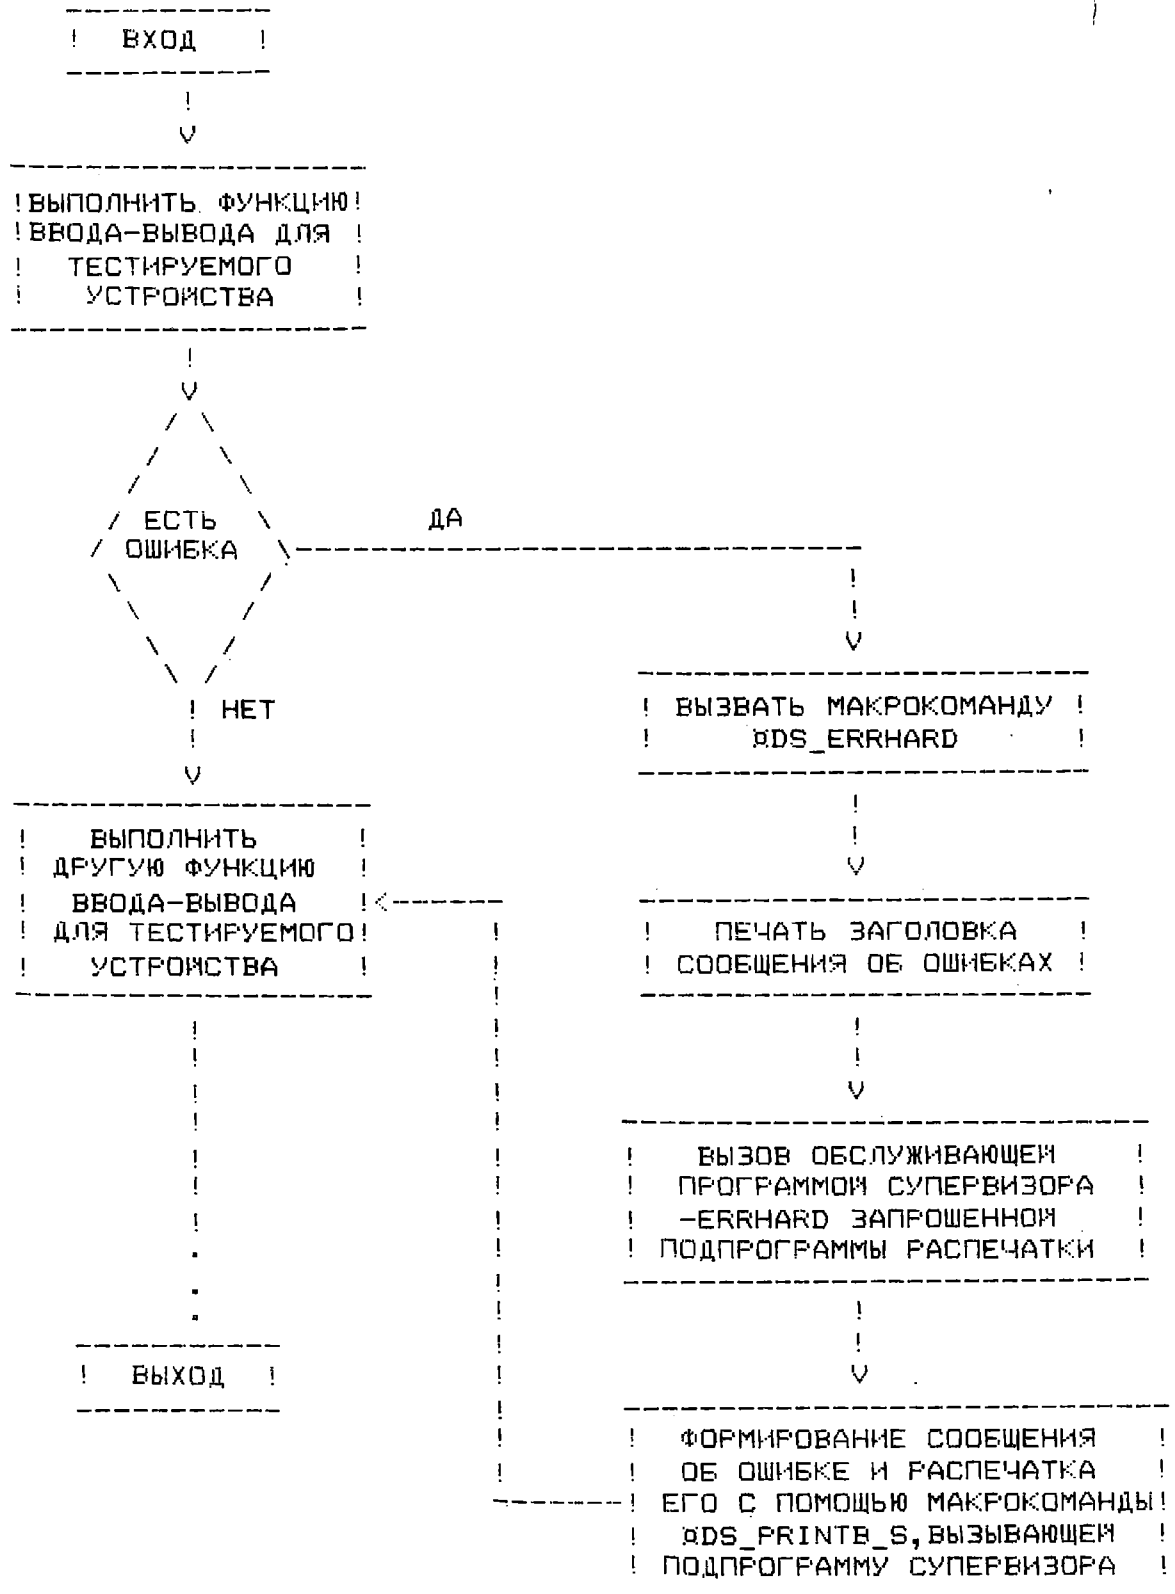 ВХОД
ВЫПОЛНИТЬ ФУНКЦИЮ
ВВОДА-ВЫВОДА ДЛЯ
ТЕСТИРУЕМОГО
УСТРОЙСТВА
ЕСТЬ
ОШИБКА
ДА
НЕТ
ВЫЗВАТЬ МАКРОКОМАНДУ
¤DS_ERRHARD
ВЫПОЛНИТЬ
ДРУГУЮ ФУНКЦИЮ
ВВОДА-ВЫВОДА
ДЛЯ ТЕСТИРУЕМОГО
УСТРОЙСТВА
ПЕЧАТЬ ЗАГОЛОВКА
СООБЩЕНИЯ ОБ ОШИБКАХ
ВЫЗОВ ОБСЛУЖИВАЮЩЕЙ
ПРОГРАММОЙ СУПЕРВИЗОРА
-ERRHARD ЗАПРОШЕННОЙ
ПОДПРОГРАММЫ РАСПЕЧАТКИ
ВЫХОД
ФОРМИРОВАНИЕ СООБЩЕНИЯ
ОБ ОШИБКЕ И РАСПЕЧАТКА
ЕГО С ПОМОЩЬЮ МАКРОКОМАНДЫ
¤DS_PRINTB_S,ВЫЗЫВАЮЩЕЙ
ПОДПРОГРАММУ СУПЕРВИЗОРА